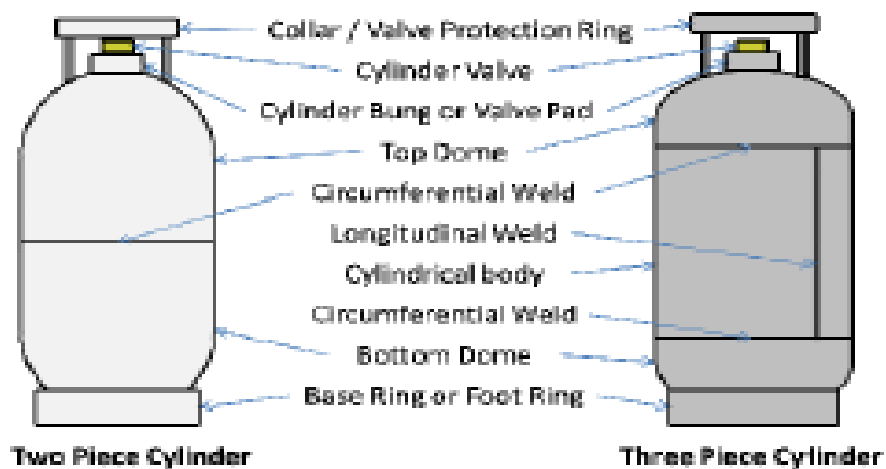 Collar / Valve Protection Ring
Cylinder Valve
Cylinder Bung or Valve Pad
Top Dome
Circumferential Weld
Longitudinal Weld
Cylindrical body
Circumferential Weld
Bottom Dome
Base Ring or Foot Ring
Two Piece Cylinder
Three Piece Cylinder